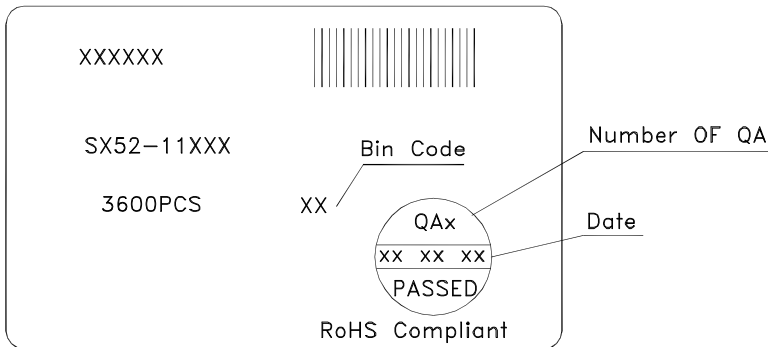 XXXXXX
SX52-11XXX
Bin Code
Number OF QA
3600PCS
XX
QAx
Date
XX XX XX
PASSED
RoHS Compliant